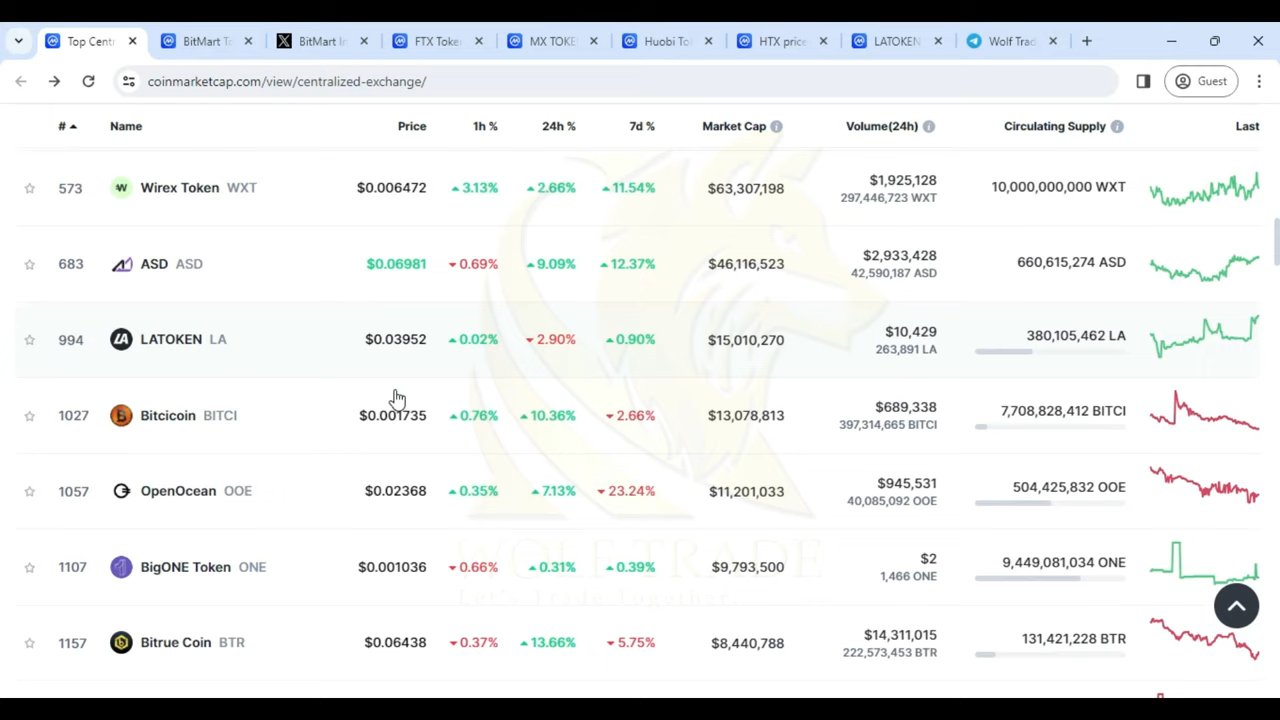 Top Centr
BitMart To
BitMart In
FTX Toke
MX TOKE
Huobi To
HTX price
LATOKEN
Wolf Trad
coinmarketcap.com/view/centralized-exchange/
Guest
# Name Price 1h % 24h % 7d % Market Cap Volume(24h) Circulating Supply Last
573 Wirex Token WXT $0.006472 3.13% 2.66% 11.54% $63,307,198 $1,925,128 10,000,000,000 WXT
297,446,723 WXT
683 ASD ASD $0.06981 0.69% 9.09% 12.37% $46,116,523 $2,933,428 660,615,274 ASD
42,590,187 ASD
994 LATOKEN LA $0.03952 0.02% 2.90% 0.90% $15,010,270 $10,429 380,105,462 LA
263,891 LA
1027 Bitcicoin BITCI $0.001735 0.76% 10.36% 2.66% $13,078,813 $689,338 7,708,828,412 BITCI
397,314,665 BITCI
1057 OpenOcean OOE $0.02368 0.35% 7.13% 23.24% $11,201,033 $945,531 504,425,832 OOE
40,085,092 OOE
WOLF TRADE
1107 BigONE Token ONE $0.001036 0.66% 0.31% 0.39% $9,793,500 $2 9,449,081,034 ONE
1,466 ONE
Let's Trade Together.
1157 Bitrue Coin BTR $0.06438 0.37% 13.66% 5.75% $8,440,788 $14,311,015 131,421,228 BTR
222,573,453 BTR